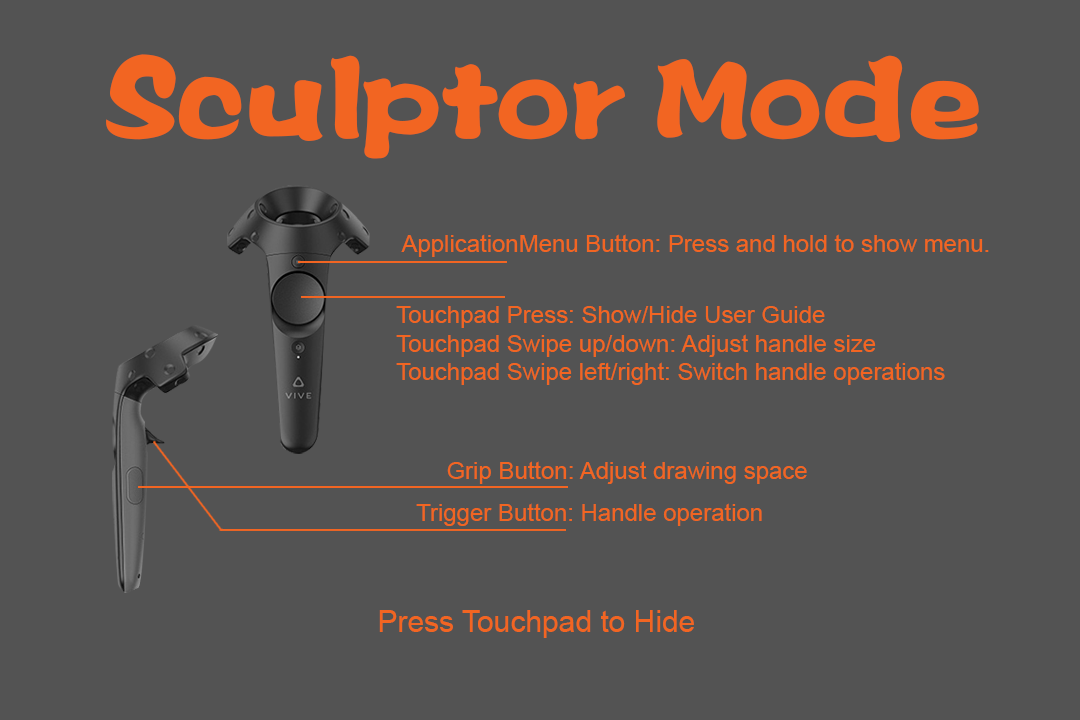 Sculptor Mode
ApplicationMenu Button: Press and hold to show menu.
Touchpad Press: Show/Hide User Guide
Touchpad Swipe up/down: Adjust handle size
Touchpad Swipe left/right: Switch handle operations
VIVE
Grip Button: Adjust drawing space
Trigger Button: Handle operation
Press Touchpad to Hide